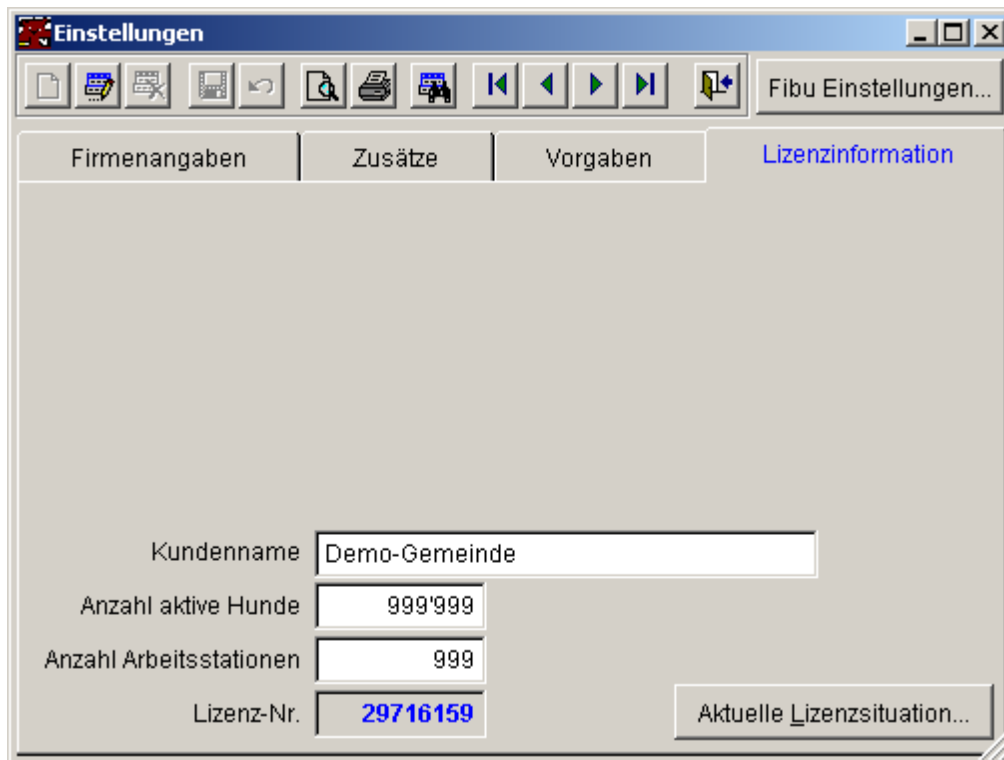 Einstellungen
Fibu Einstellungen...
Firmenangaben Zusätze Vorgaben Lizenzinformation
Kundenname Demo-Gemeinde
Anzahl aktive Hunde 999'999
Anzahl Arbeitsstationen 999
Lizenz-Nr. 29716159 Aktuelle Lizenzsituation...